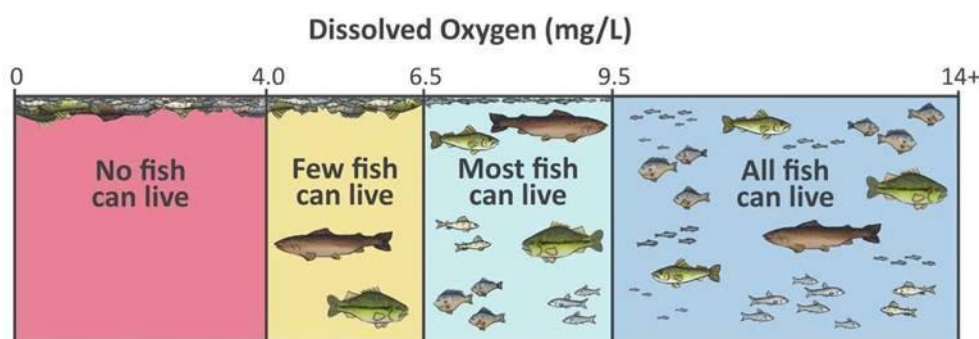 Dissolved Oxygen (mg/L)
0 4.0 6.5 9.5 14+
No fish
can live
Few fish
can live
Most fish
can live
All fish
can live